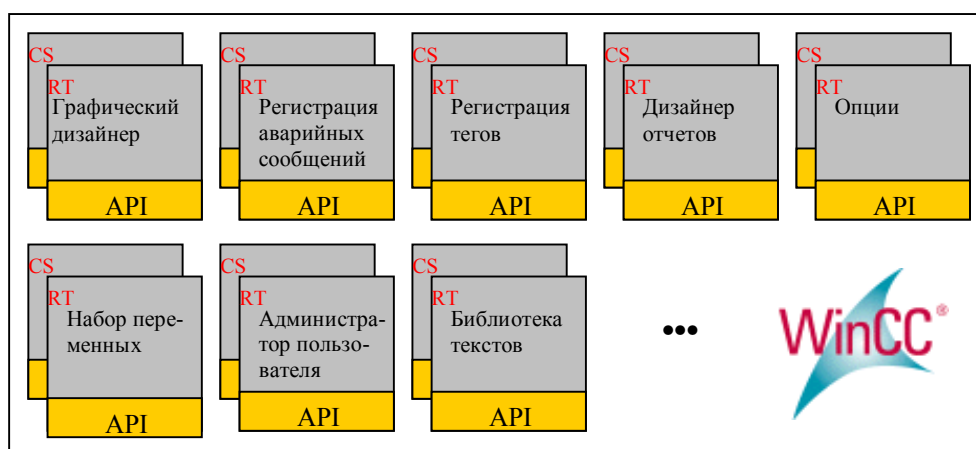 CS
RT
Графический
дизайнер
API
CS
RT
Регистрация
аварийных
сообщений
API
CS
RT
Регистрация
тегов
API
CS
RT
Дизайнер
отчетов
API
CS
RT
Опции
API
CS
RT
Набор пере-
менных
API
CS
RT
Администра-
тор пользо-
вателя
API
CS
RT
Библиотека
текстов
API
•••
WinCC®